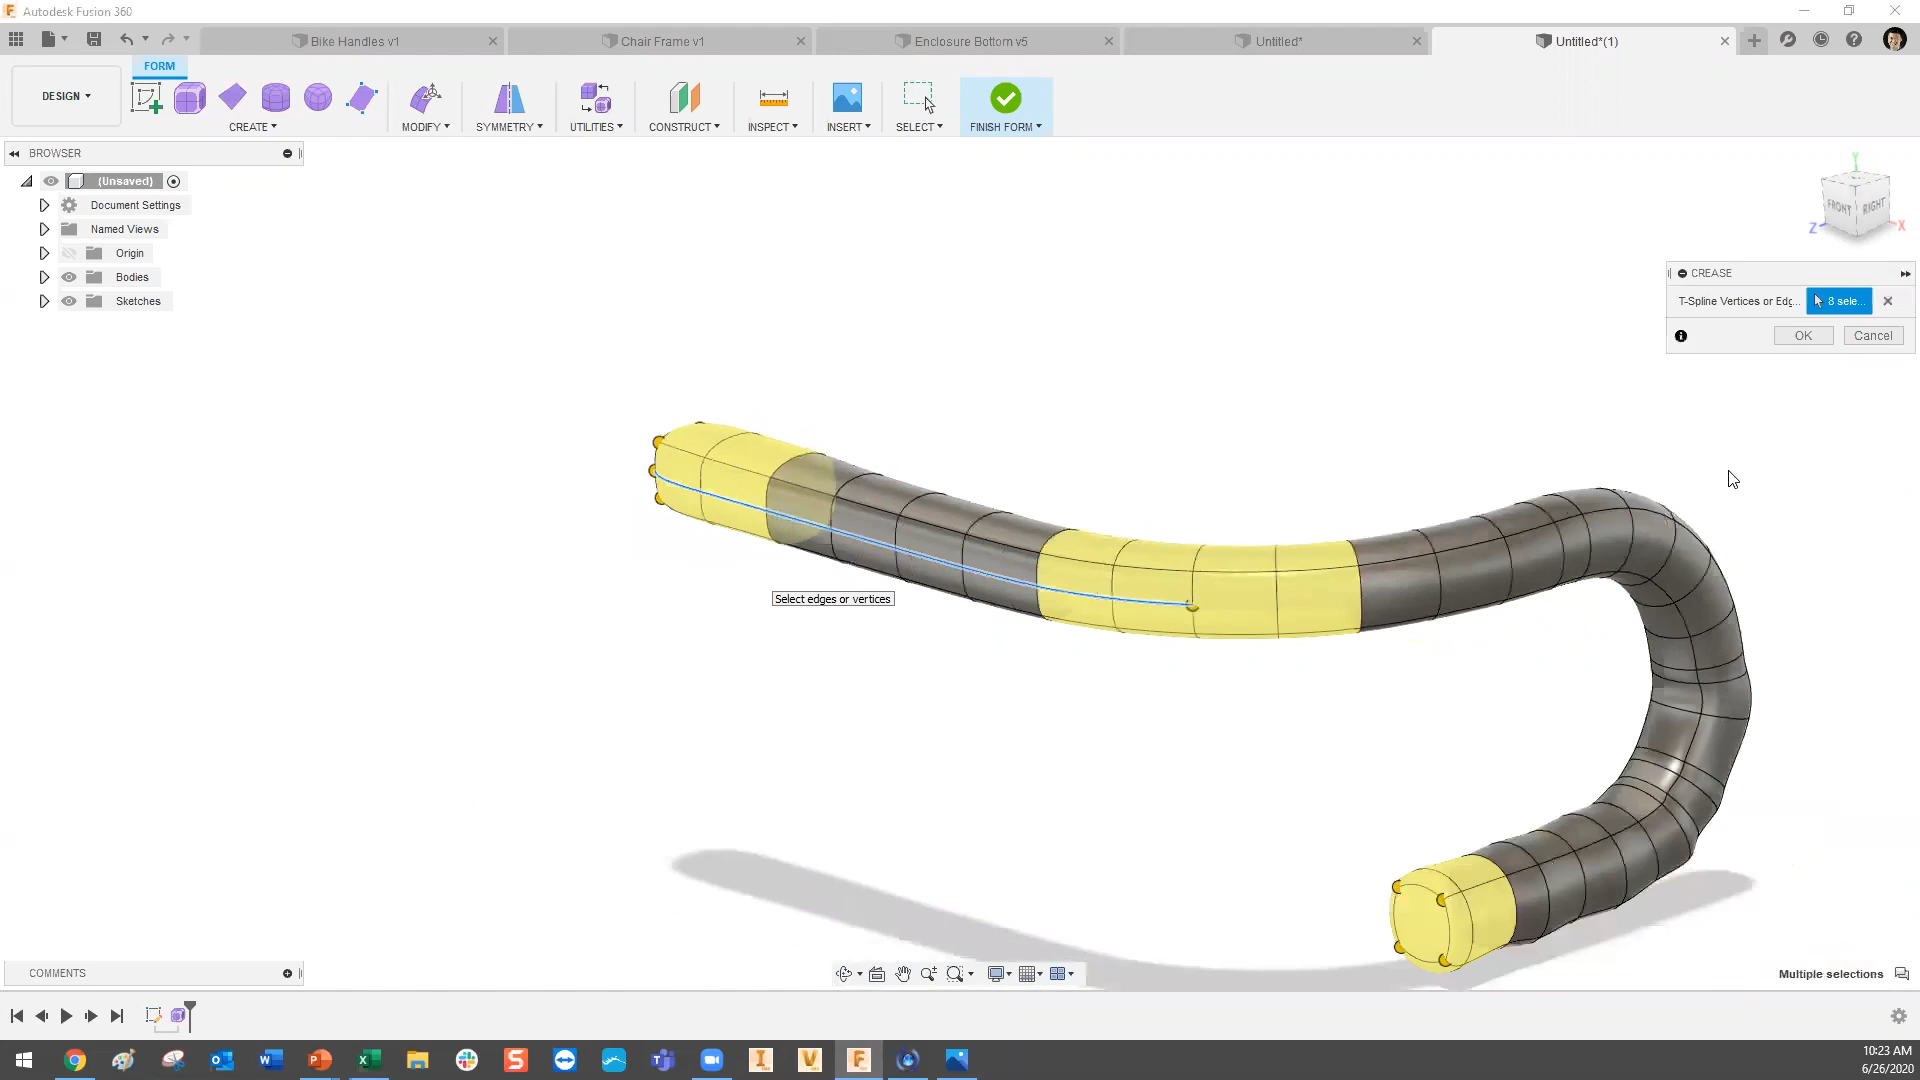 Autodesk Fusion 360
Bike Handles v1
Chair Frame v1
Enclosure Bottom v5
Untitled*
Untitled*(1)
FORM
DESIGN
CREATE
MODIFY
SYMMETRY
UTILITIES
CONSTRUCT
INSPECT
INSERT
SELECT
FINISH FORM
BROWSER
(Unsaved)
Document Settings
Named Views
Origin
Bodies
Sketches
Y
FRONT
RIGHT
Z
X
CREASE
T-Spline Vertices or Edg...
8 sele...
OK
Cancel
Select edges or vertices
COMMENTS
Multiple selections
10:23 AM
6/26/2020